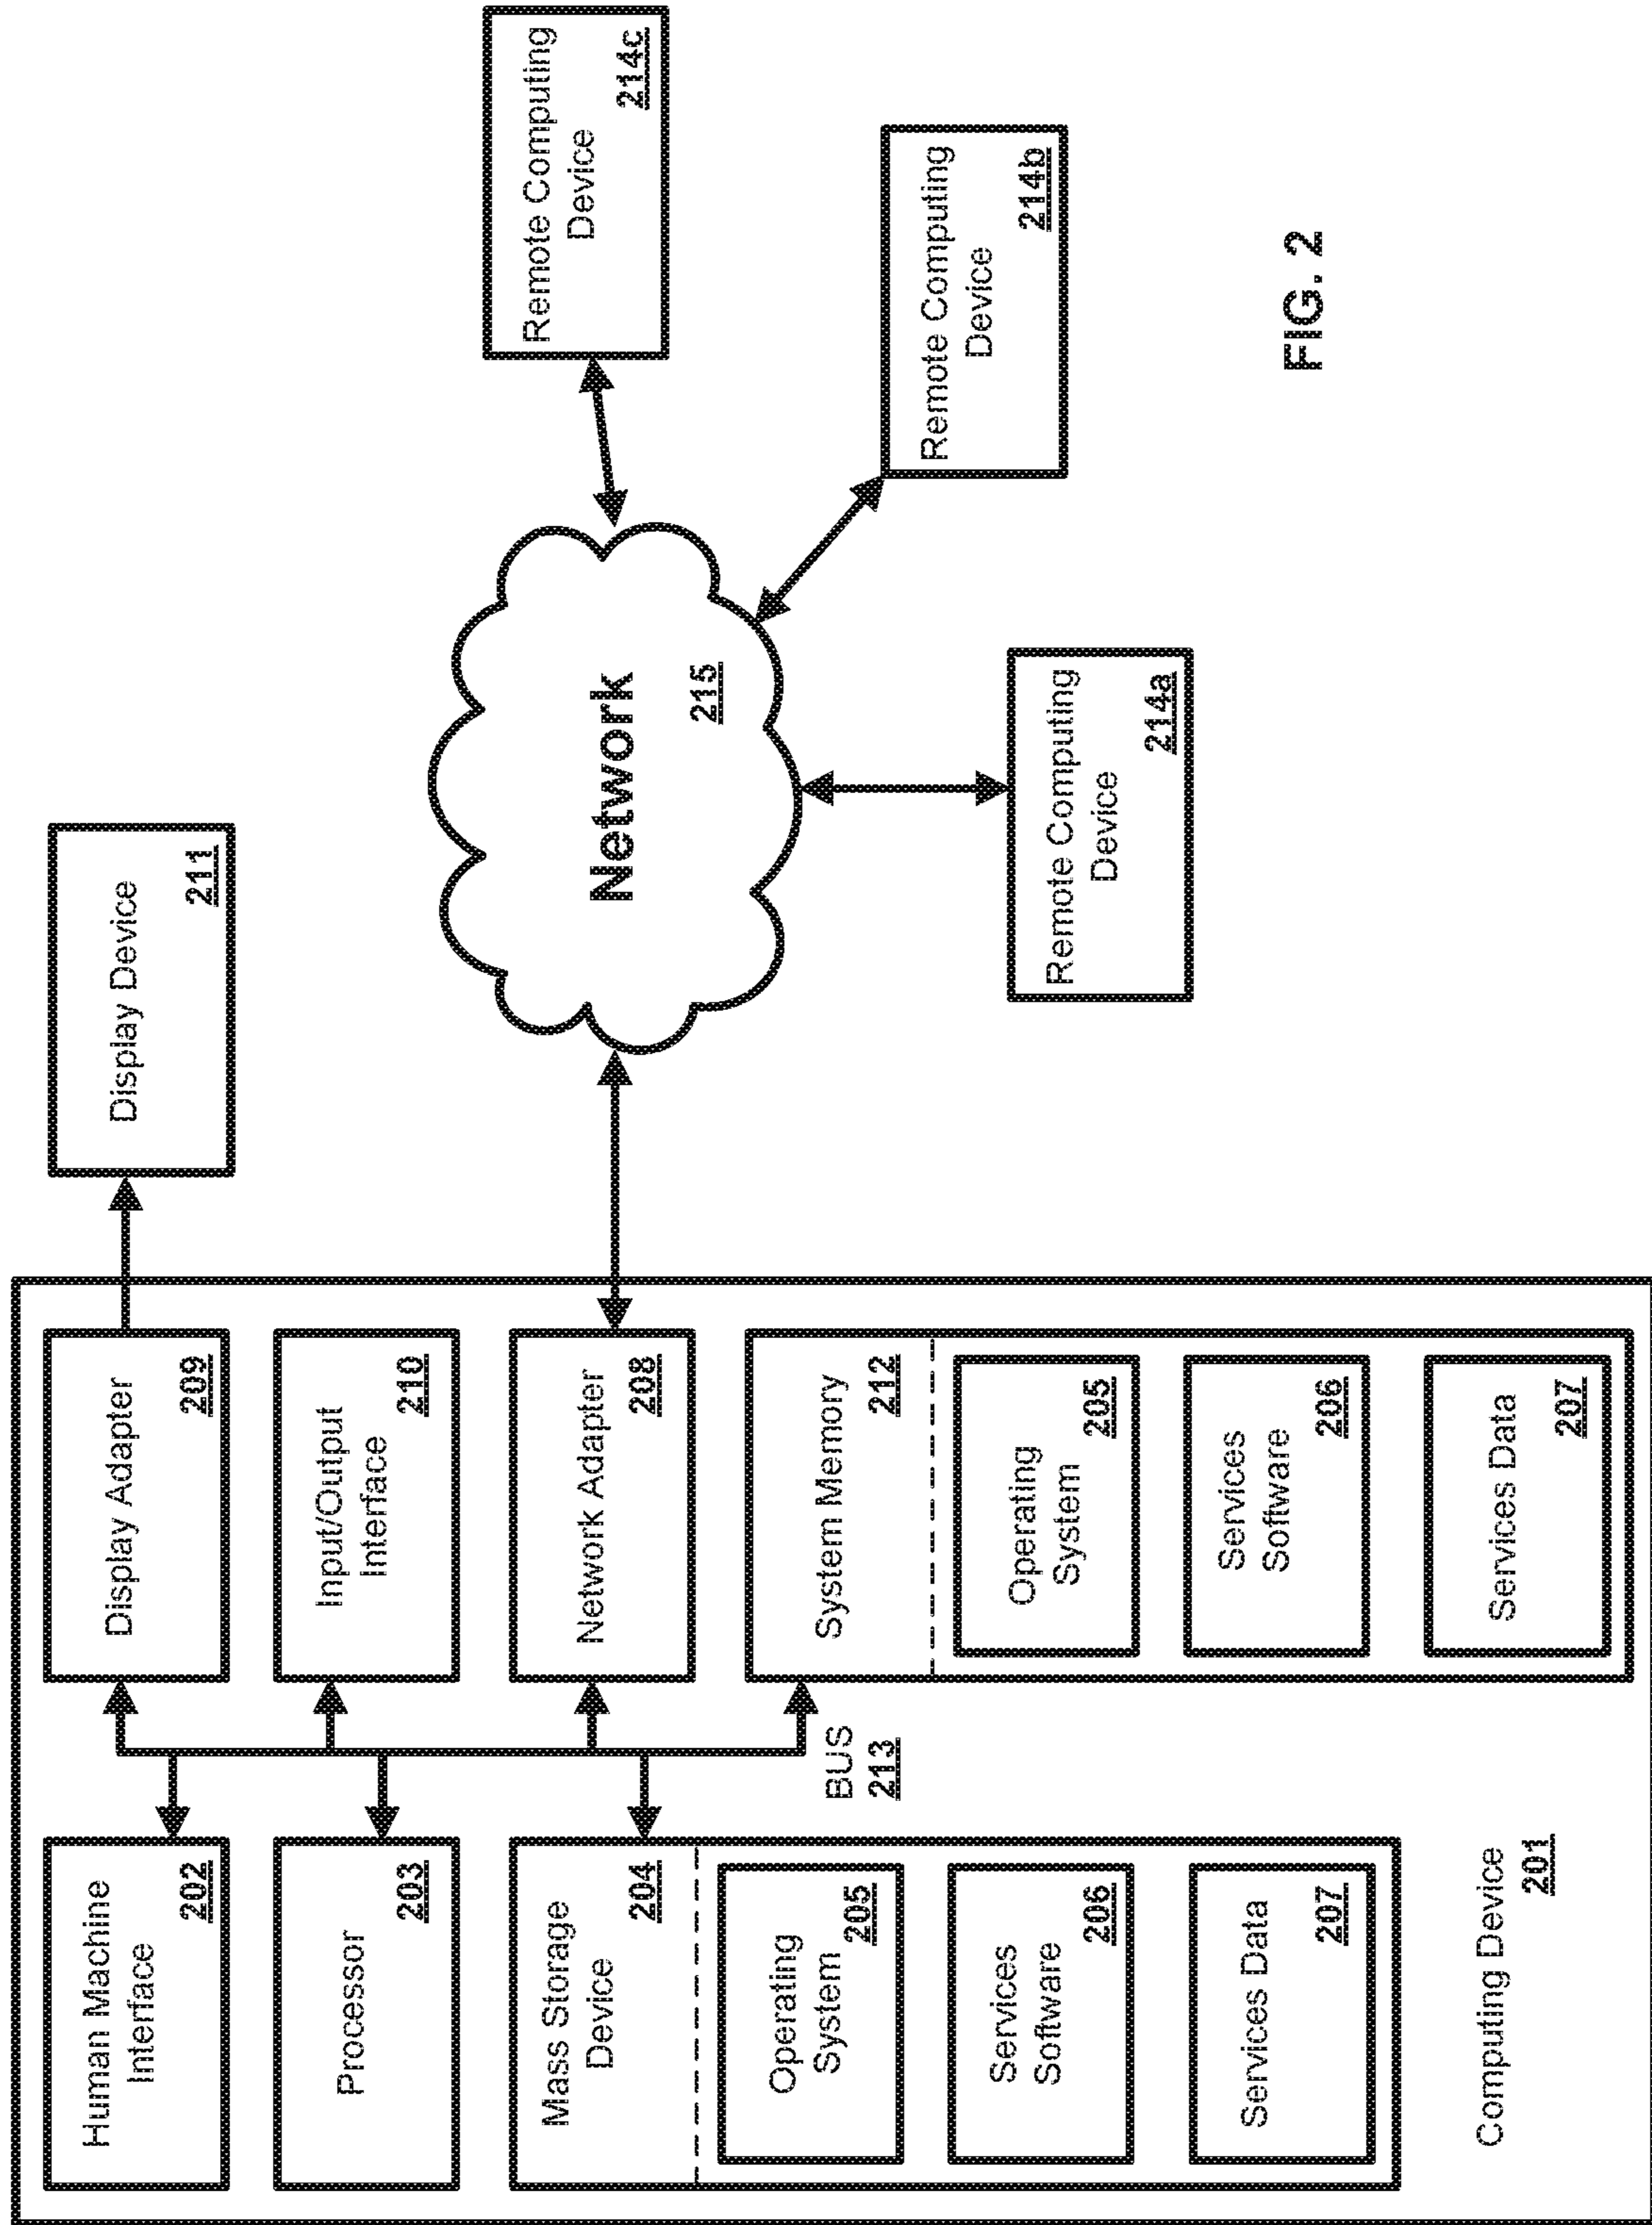 Human Machine
Interface
202
Processor
203
Mass Storage
Device
204
Operating
System
205
Services
Software
206
Services Data
207
Computing Device
201
BUS
213
Display Adapter
209
Input/Output
Interface
210
Network Adapter
208
System Memory
212
Operating
System
205
Services
Software
206
Services Data
207
Display Device
211
Network
215
Remote Computing
Device
214a
Remote Computing
Device
214b
Remote Computing
Device
214c
FIG. 2